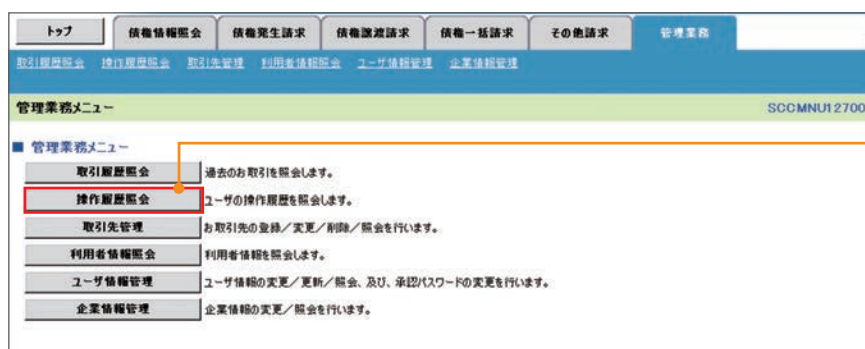 トップ 債権情報照会 債権発生請求 債権譲渡請求 債権一括請求 その他請求 管理業務
取引履歴照会 操作履歴照会 取引先管理 利用者情報照会 ユーザ情報管理 企業情報管理
管理業務メニュー SCCMNU12700
■ 管理業務メニュー
取引履歴照会 過去のお取引を照会します。
操作履歴照会 ユーザの操作履歴を照会します。
取引先管理 お取引先の登録／変更／削除／照会を行います。
利用者情報照会 利用者情報を照会します。
ユーザ情報管理 ユーザ情報の変更／更新／照会、及び、承認パスワードの変更を行います。
企業情報管理 企業情報の変更／照会を行います。